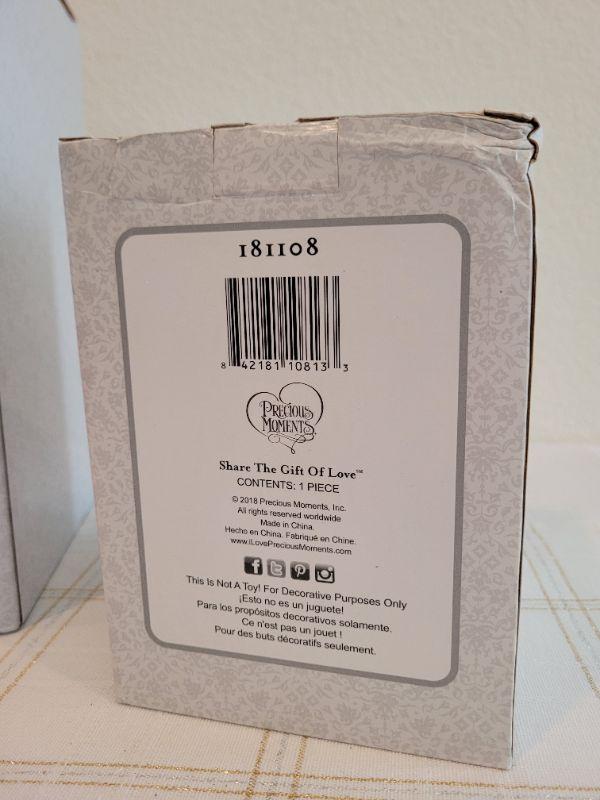 181108
8 42181 10813 3
PRECIOUS
MOMENTS
Share The Gift Of Love™
CONTENTS: 1 PIECE
© 2018 Precious Moments, Inc.
All rights reserved worldwide
Made in China.
Hecho en China. Fabriqué en Chine.
www.ILovePreciousMoments.com
This Is Not A Toy! For Decorative Purposes Only
¡Esto no es un juguete!
Para los propósitos decorativos solamente.
Ce n'est pas un jouet !
Pour des buts décoratifs seulement.